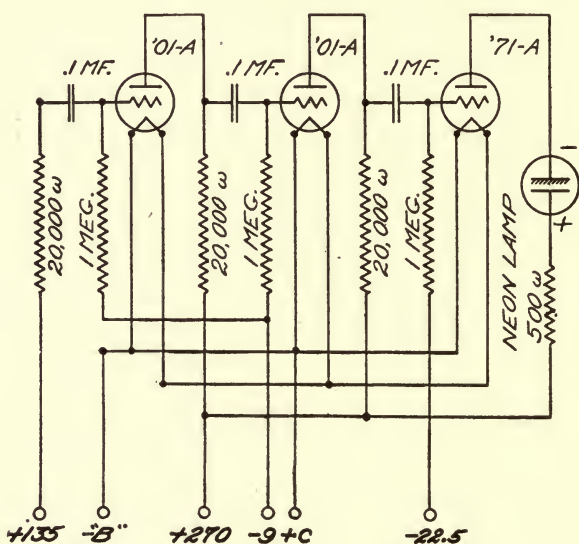 '01-A
'01-A
'71-A
.1 MF.
.1 MF.
.1 MF.
20,000 ω
1 MEG.
20,000 ω
1 MEG.
20,000 ω
1 MEG.
NEON LAMP
500 ω
-
+
+135
-"B"
+270
-9
+C
-22.5